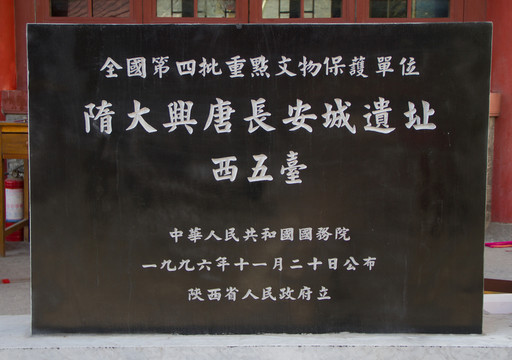 全國第四批重點文物保護單位
隋大興唐長安城遺址
西五臺
中華人民共和國國務院
一九九六年十一月二十日公布
陝西省人民政府立